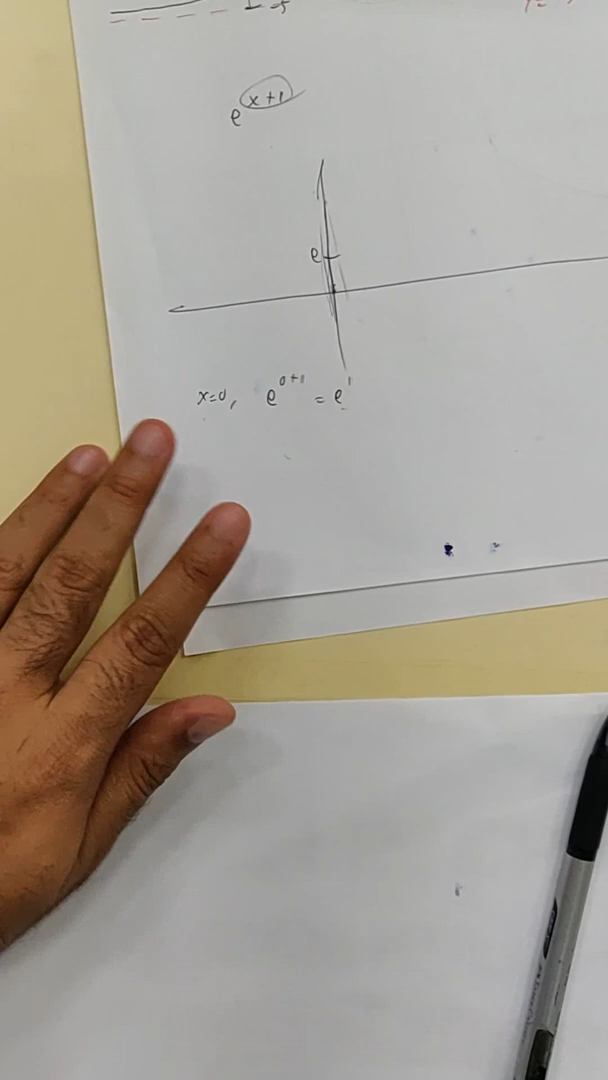 e^{x+1}
e
x=0, e^{0+1} = e^1